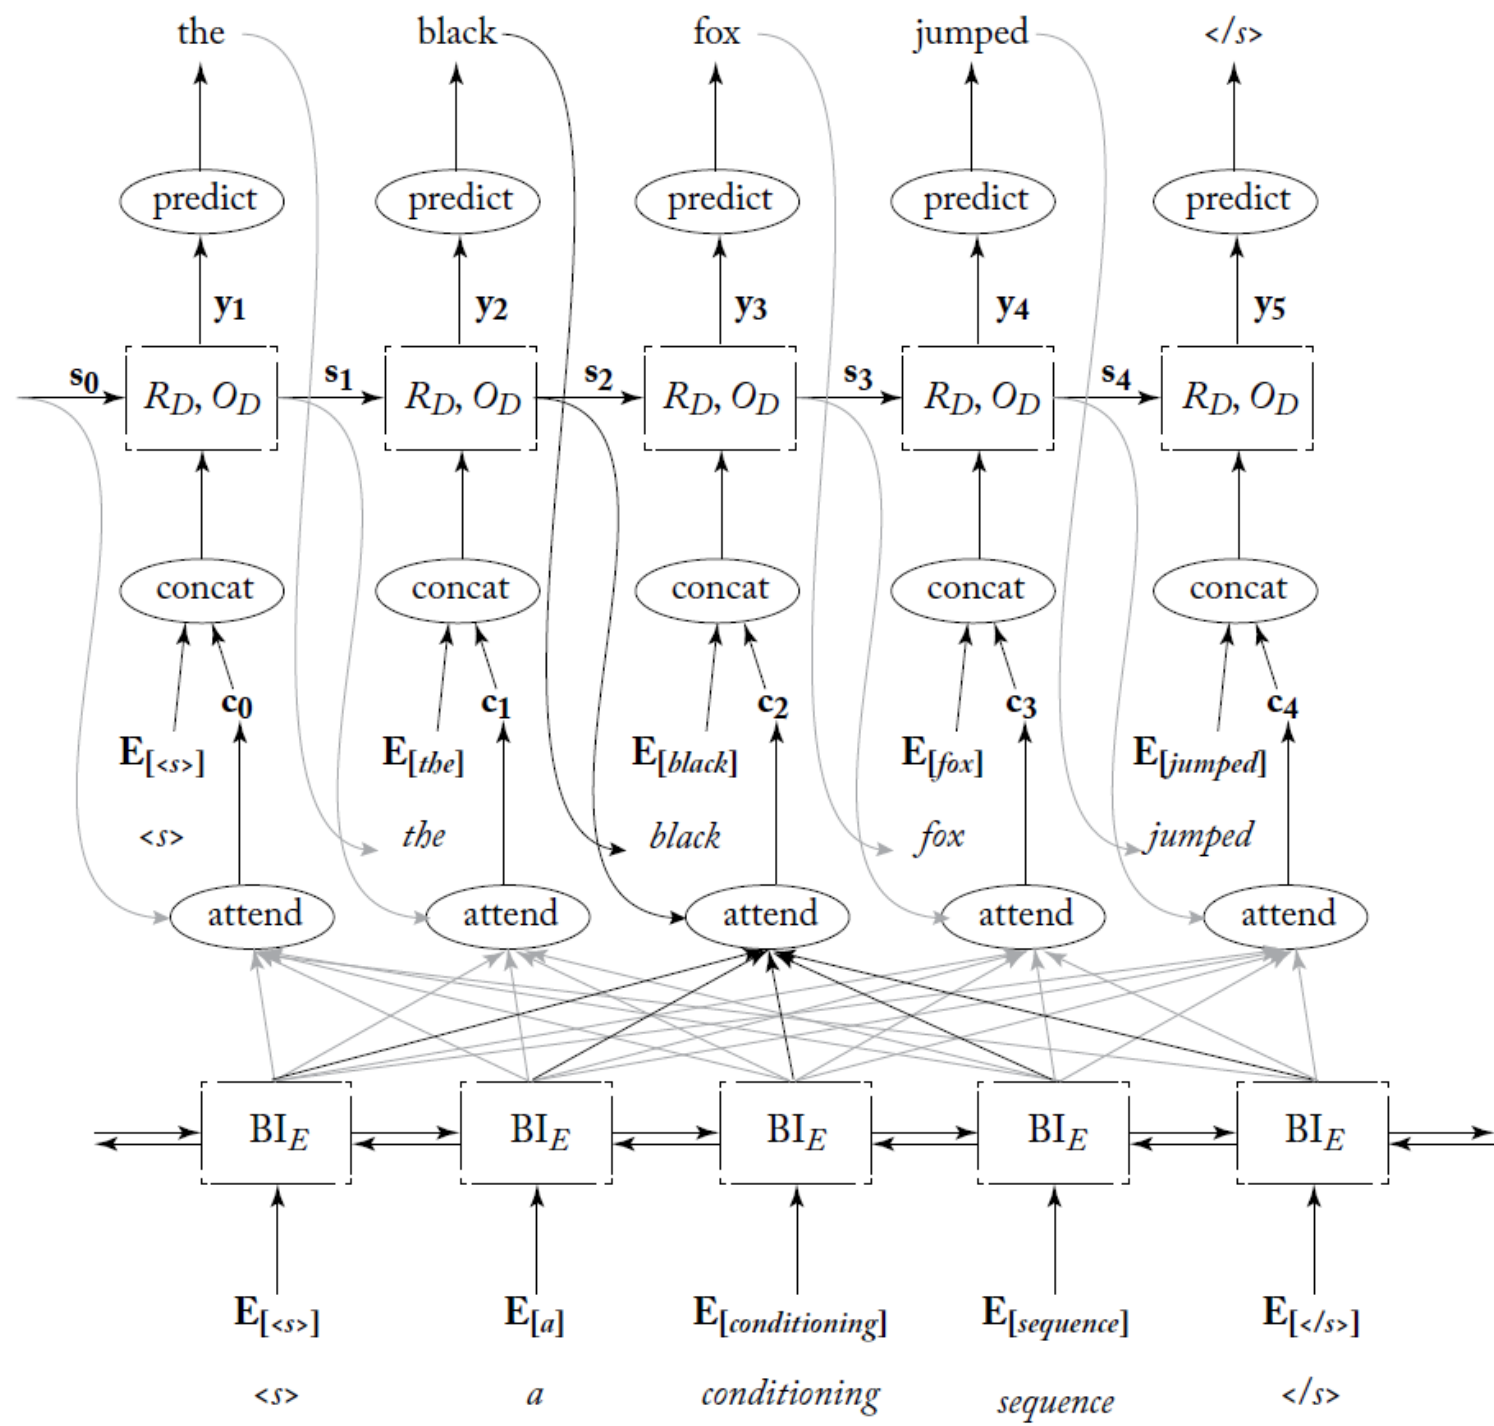 the black fox jumped </s>
predict predict predict predict predict
y1 y2 y3 y4 y5
s0 s1 s2 s3 s4
RD, OD RD, OD RD, OD RD, OD RD, OD
concat concat concat concat concat
c0 c1 c2 c3 c4
E[<s>] E[the] E[black] E[fox] E[jumped]
<s> the black fox jumped
attend attend attend attend attend
BIE BIE BIE BIE BIE
E[<s>] E[a] E[conditioning] E[sequence] E[</s>]
<s> a conditioning sequence </s>